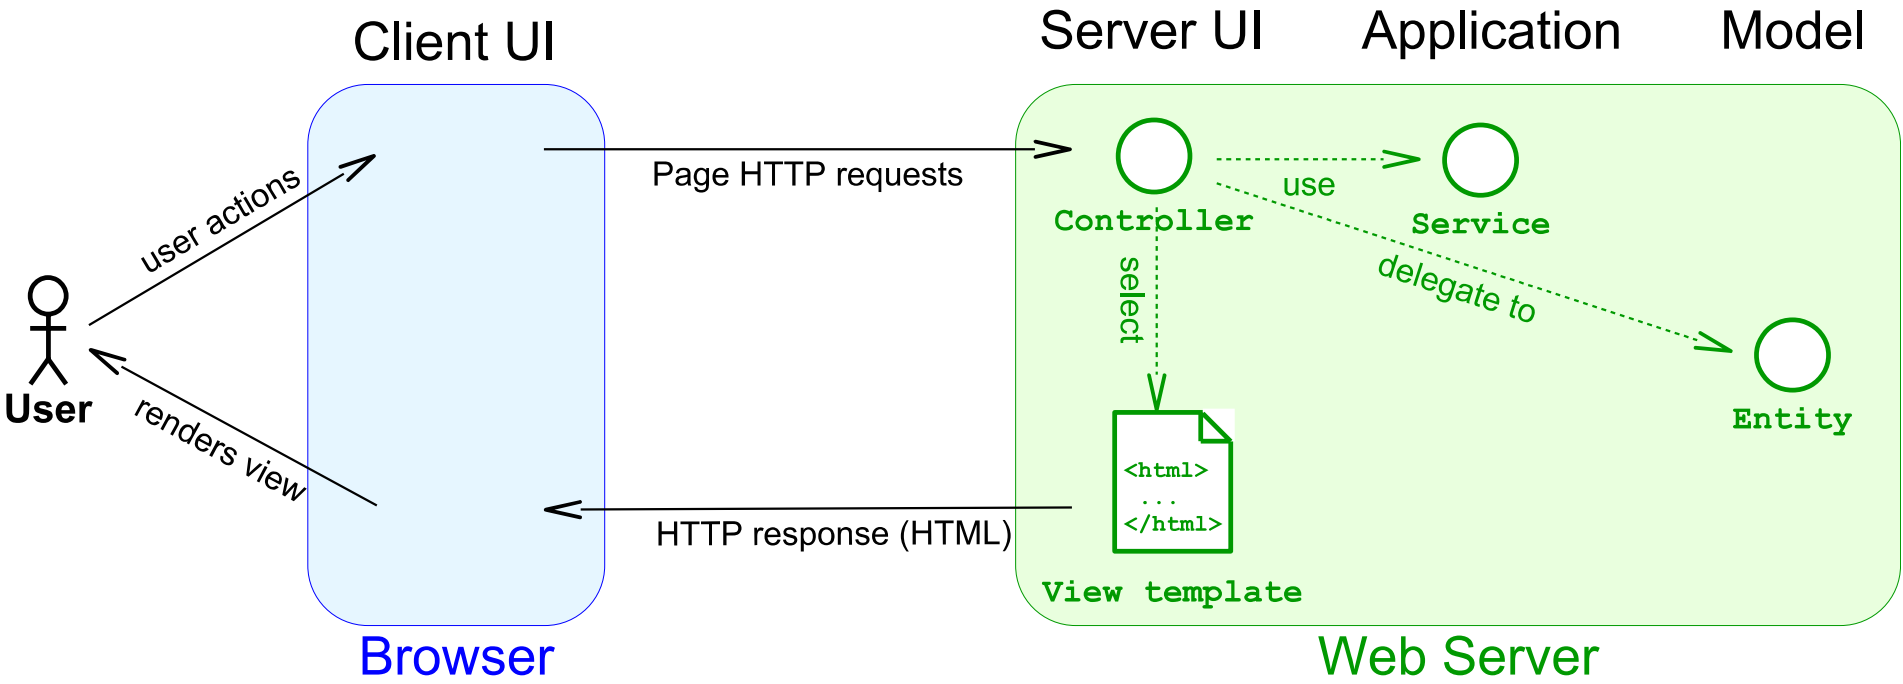 Client UI
Server UI
Application
Model
user actions
Page HTTP requests
Controller
use
Service
select
delegate to
User
renders view
Entity
<html>
...
</html>
HTTP response (HTML)
View template
Browser
Web Server